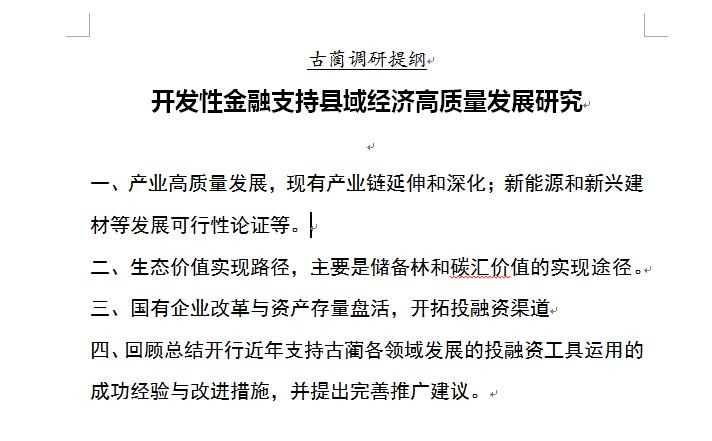 古蔺调研提纲
开发性金融支持县域经济高质量发展研究
一、产业高质量发展，现有产业链延伸和深化；新能源和新兴建
材等发展可行性论证等。
二、生态价值实现路径，主要是储备林和碳汇价值的实现途径。
三、国有企业改革与资产存量盘活，开拓投融资渠道
四、回顾总结开行近年支持古蔺各领域发展的投融资工具运用的
成功经验与改进措施，并提出完善推广建议。